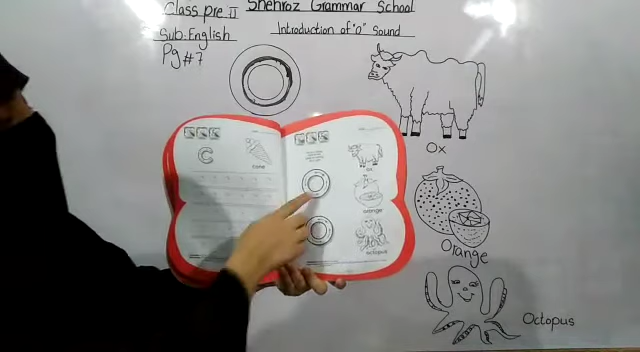 Shehroz Grammar School
Class pre II
Introduction of "O" Sound
Sub: English
Pg #7
Ox
Orange
Octopus
C
cone
ox
orange
octopus